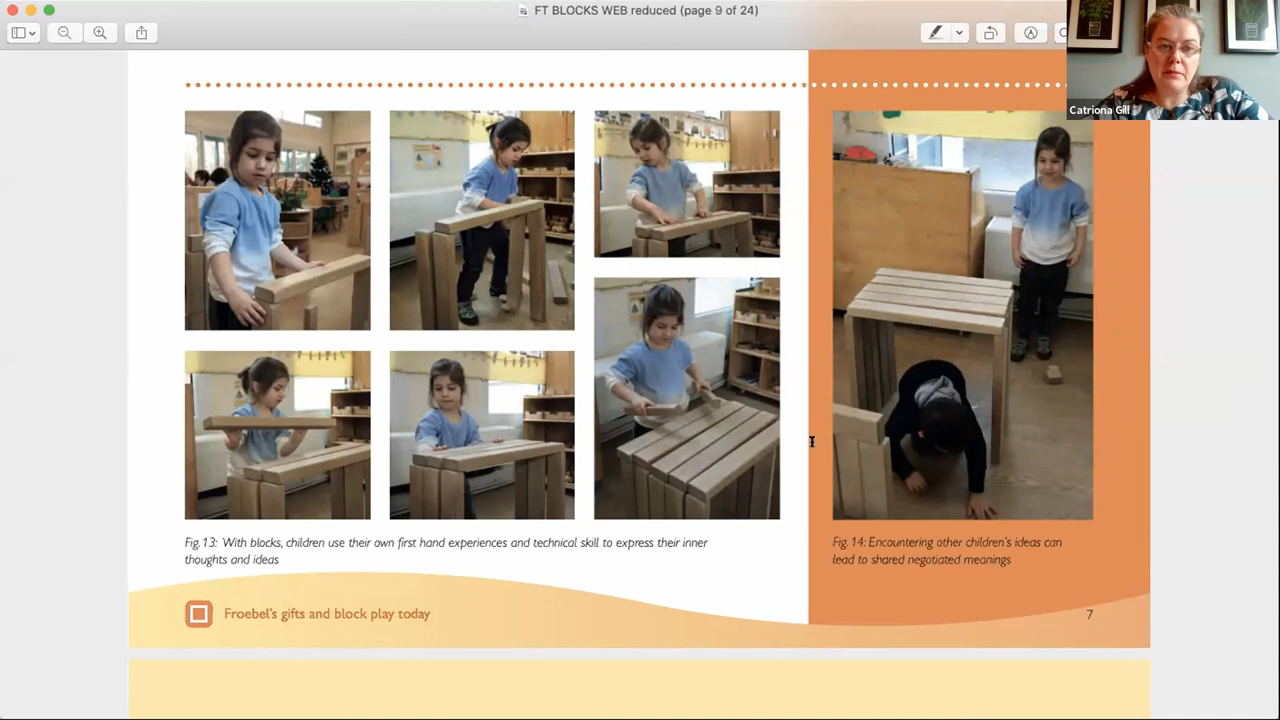 FT BLOCKS WEB reduced (page 9 of 24)
Catriona Gill
Fig.13: With blocks, children use their own first hand experiences and technical skill to express their inner
thoughts and ideas
Fig.14: Encountering other children's ideas can
lead to shared negotiated meanings
Froebel's gifts and block play today
7